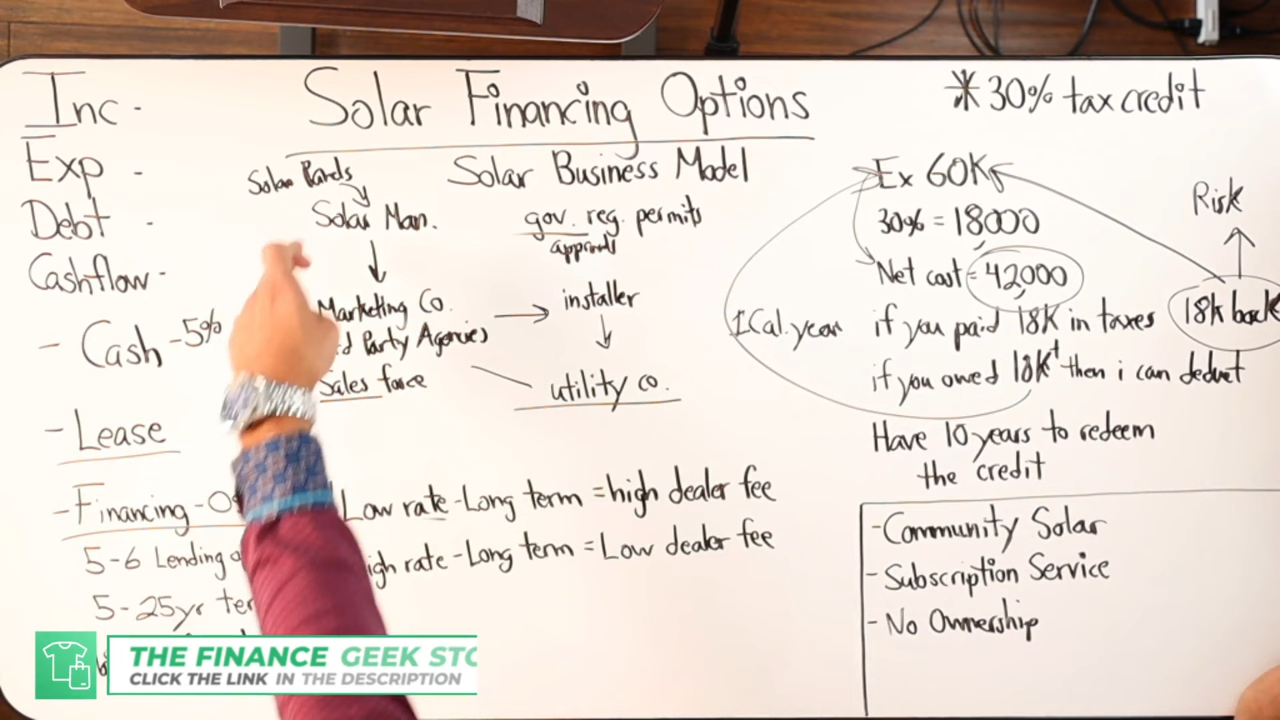 Inc -
Exp -
Debt -
Cashflow -
- Cash -5%
- Lease
- Financing -
5-6 Lending
5-25yr
Solar Financing Options
Solar Business Model
Solar
Solar Man.
gov. reg. permits
Marketing Co.
Party Agencies
Sales force
installer
utility co.
Low rate -Long term = high dealer fee
rate -Long term = Low dealer fee
* 30% tax credit
Ex 60K
30% = 18000
Net cost = 42,000
1 Cal. year
if you paid 18K in taxes
if you owed 18K+ then i can deduct
Have 10 years to redeem
the credit
Risk
18k back
- Community Solar
- Subscription Service
- No Ownership
THE FINANCE GEEK
CLICK THE LINK IN THE DESCRIPTION